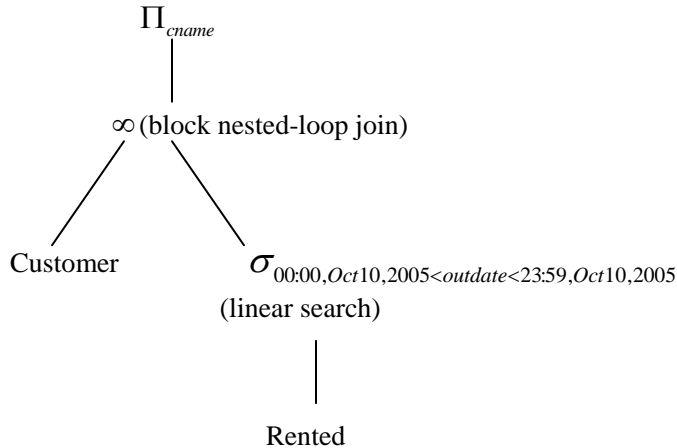 Π_cname
∞ (block nested-loop join)
Customer
σ_00:00,Oct10,2005<outdate<23:59,Oct10,2005
(linear search)
Rented